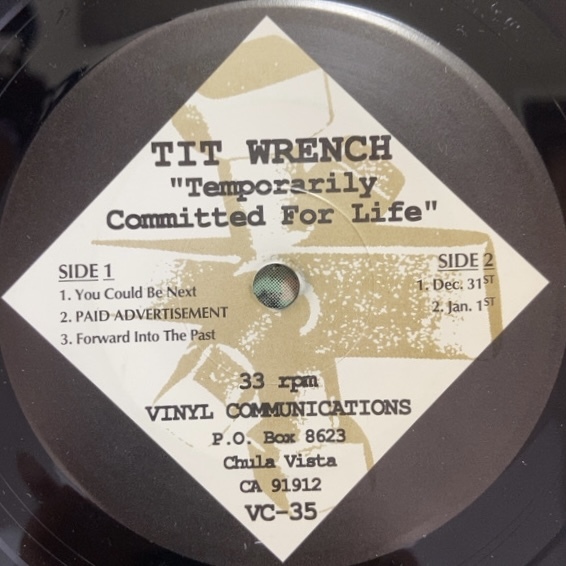 TIT WRENCH
"Temporarily
Committed For Life"
SIDE 1
1. You Could Be Next
2. PAID ADVERTISEMENT
3. Forward Into The Past
SIDE 2
1. Dec. 31ST
2. Jan. 1ST
33 rpm
VINYL COMMUNICATIONS
P.O. Box 8623
Chula Vista
CA 91912
VC-35